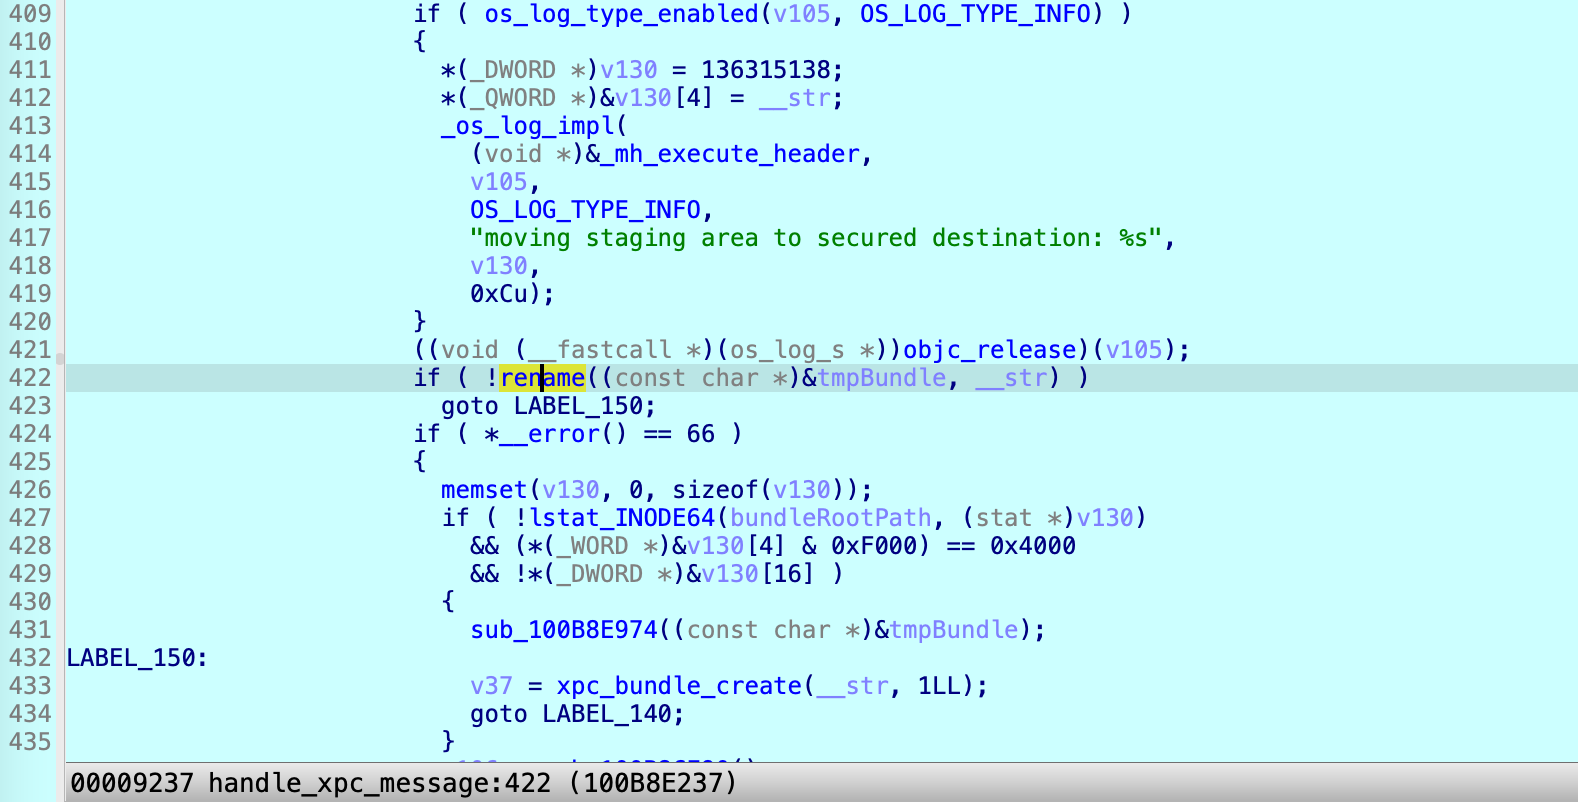 409 if ( os_log_type_enabled(v105, OS_LOG_TYPE_INFO) )
410 {
411 *(_DWORD *)v130 = 136315138;
412 *(_QWORD *)&v130[4] = __str;
413 _os_log_impl(
414 (void *)&_mh_execute_header,
415 v105,
416 OS_LOG_TYPE_INFO,
417 "moving staging area to secured destination: %s",
418 v130,
419 0xCu);
420 }
421 ((void (__fastcall *)(os_log_s *))objc_release)(v105);
422 if ( !rename((const char *)&tmpBundle, __str) )
423 goto LABEL_150;
424 if ( *__error() == 66 )
425 {
426 memset(v130, 0, sizeof(v130));
427 if ( !lstat_INODE64(bundleRootPath, (stat *)v130)
428 && (*(_WORD *)&v130[4] & 0xF000) == 0x4000
429 && !*(_DWORD *)&v130[16] )
430 {
431 sub_100B8E974((const char *)&tmpBundle);
432 LABEL_150:
433 v37 = xpc_bundle_create(__str, 1LL);
434 goto LABEL_140;
435 }
00009237 handle_xpc_message:422 (100B8E237)